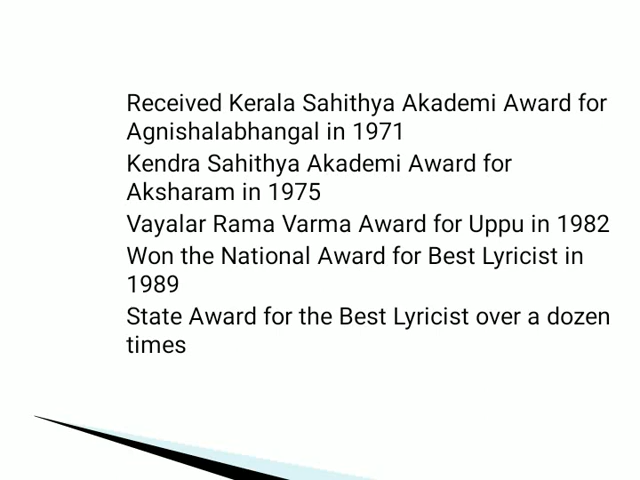 Received Kerala Sahithya Akademi Award for
Agnishalabhangal in 1971
Kendra Sahithya Akademi Award for
Aksharam in 1975
Vayalar Rama Varma Award for Uppu in 1982
Won the National Award for Best Lyricist in
1989
State Award for the Best Lyricist over a dozen
times